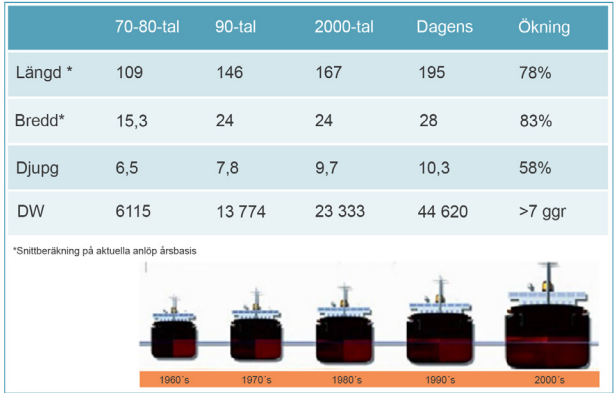 70-80-tal 90-tal 2000-tal Dagens Ökning
Längd * 109 146 167 195 78%
Bredd* 15,3 24 24 28 83%
Djupg 6,5 7,8 9,7 10,3 58%
DW 6115 13 774 23 333 44 620 >7 ggr
*Snittberäkning på aktuella anlöp årsbasis
1960´s 1970´s 1980´s 1990´s 2000´s